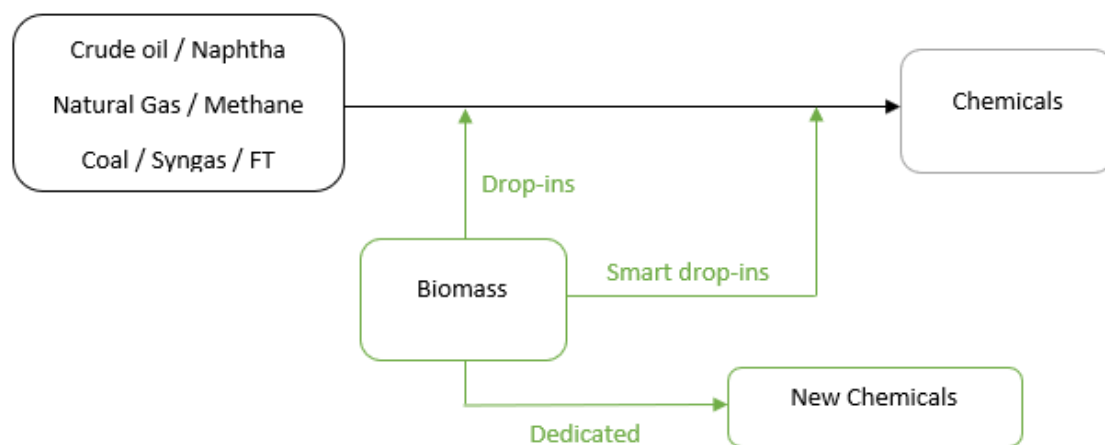 Crude oil / Naphtha
Natural Gas / Methane
Coal / Syngas / FT
Chemicals
Drop-ins
Biomass
Smart drop-ins
New Chemicals
Dedicated